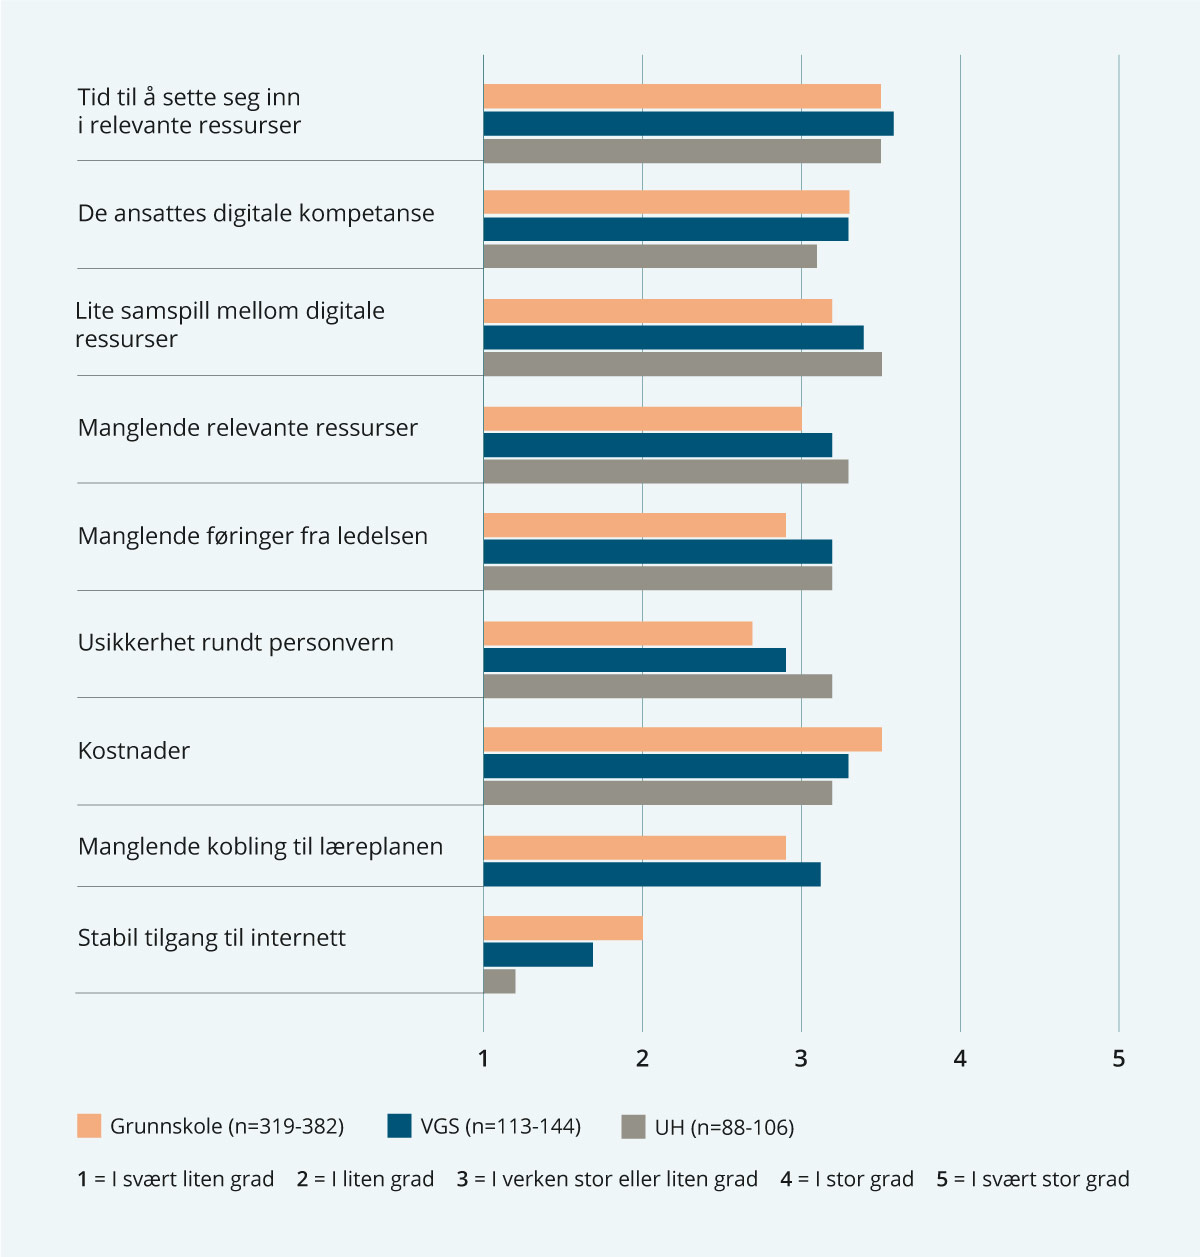 Tid til å sette seg inn
i relevante ressurser
De ansattes digitale kompetanse
Lite samspill mellom digitale
ressurser
Manglende relevante ressurser
Manglende føringer fra ledelsen
Usikkerhet rundt personvern
Kostnader
Manglende kobling til læreplanen
Stabil tilgang til internett
1 2 3 4 5
Grunnskole (n=319-382) VGS (n=113-144) UH (n=88-106)
1 = I svært liten grad 2 = I liten grad 3 = I verken stor eller liten grad 4 = I stor grad 5 = I svært stor grad